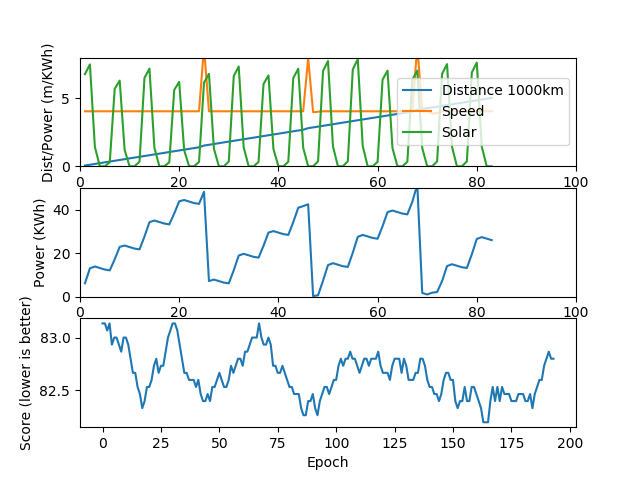 Dist/Power (m/KWh)
5
0
Distance 1000km
Speed
Solar
0 20 40 60 80 100
Power (KWh)
40
20
0
0 20 40 60 80 100
Score (lower is better)
83.0
82.5
0 25 50 75 100 125 150 175 200
Epoch